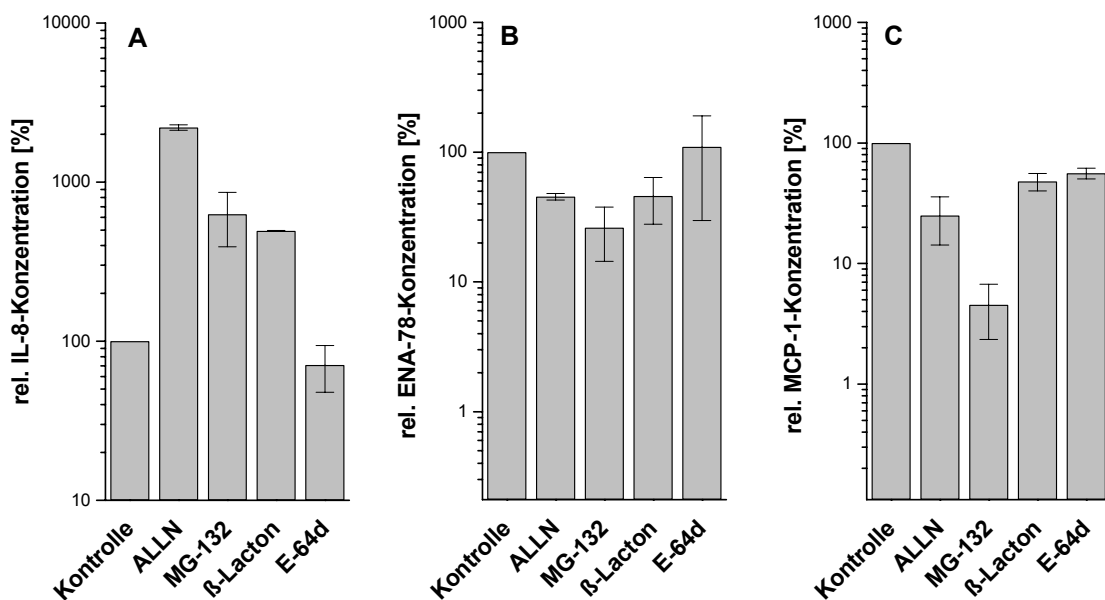 A
rel. IL-8-Konzentration [%]
10000
1000
100
10
Kontrolle
ALLN
MG-132
ß-Lacton
E-64d
B
rel. ENA-78-Konzentration [%]
1000
100
10
1
Kontrolle
ALLN
MG-132
ß-Lacton
E-64d
C
rel. MCP-1-Konzentration [%]
1000
100
10
1
Kontrolle
ALLN
MG-132
ß-Lacton
E-64d